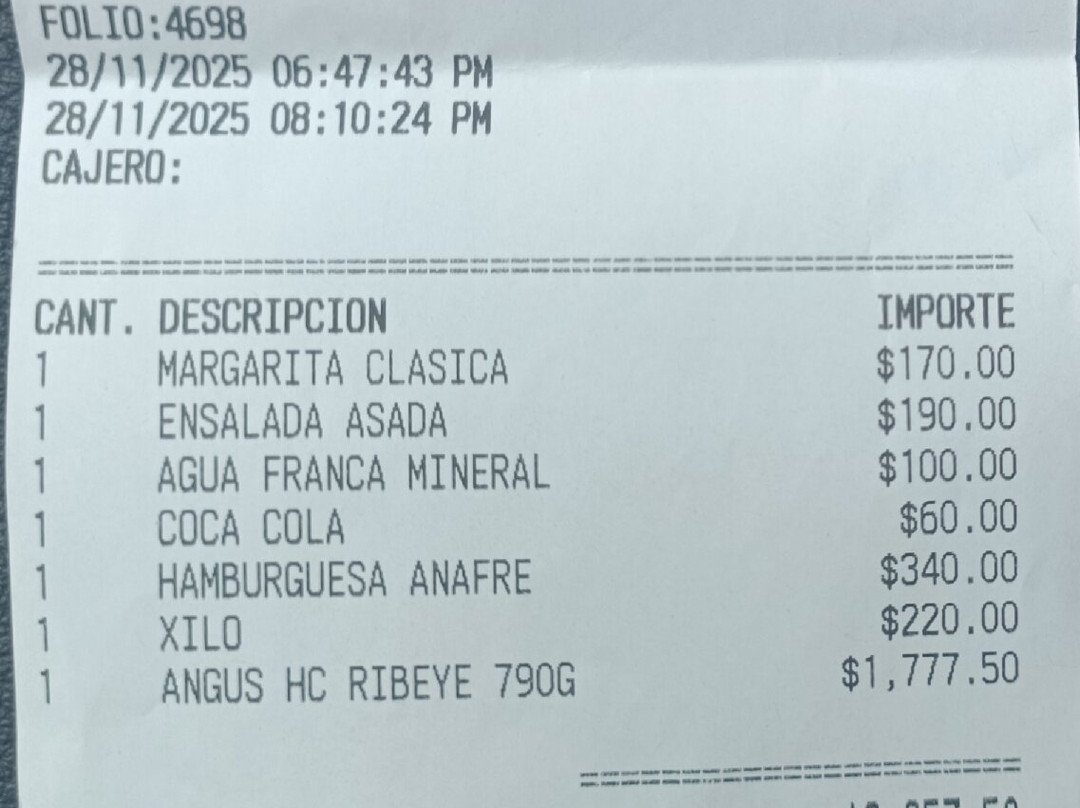 FOLIO:4698
28/11/2025 06:47:43 PM
28/11/2025 08:10:24 PM
CAJERO:
CANT. DESCRIPCION IMPORTE
1 MARGARITA CLASICA $170.00
1 ENSALADA ASADA $190.00
1 AGUA FRANCA MINERAL $100.00
1 COCA COLA $60.00
1 HAMBURGUESA ANAFRE $340.00
1 XILO $220.00
1 ANGUS HC RIBEYE 790G $1,777.50